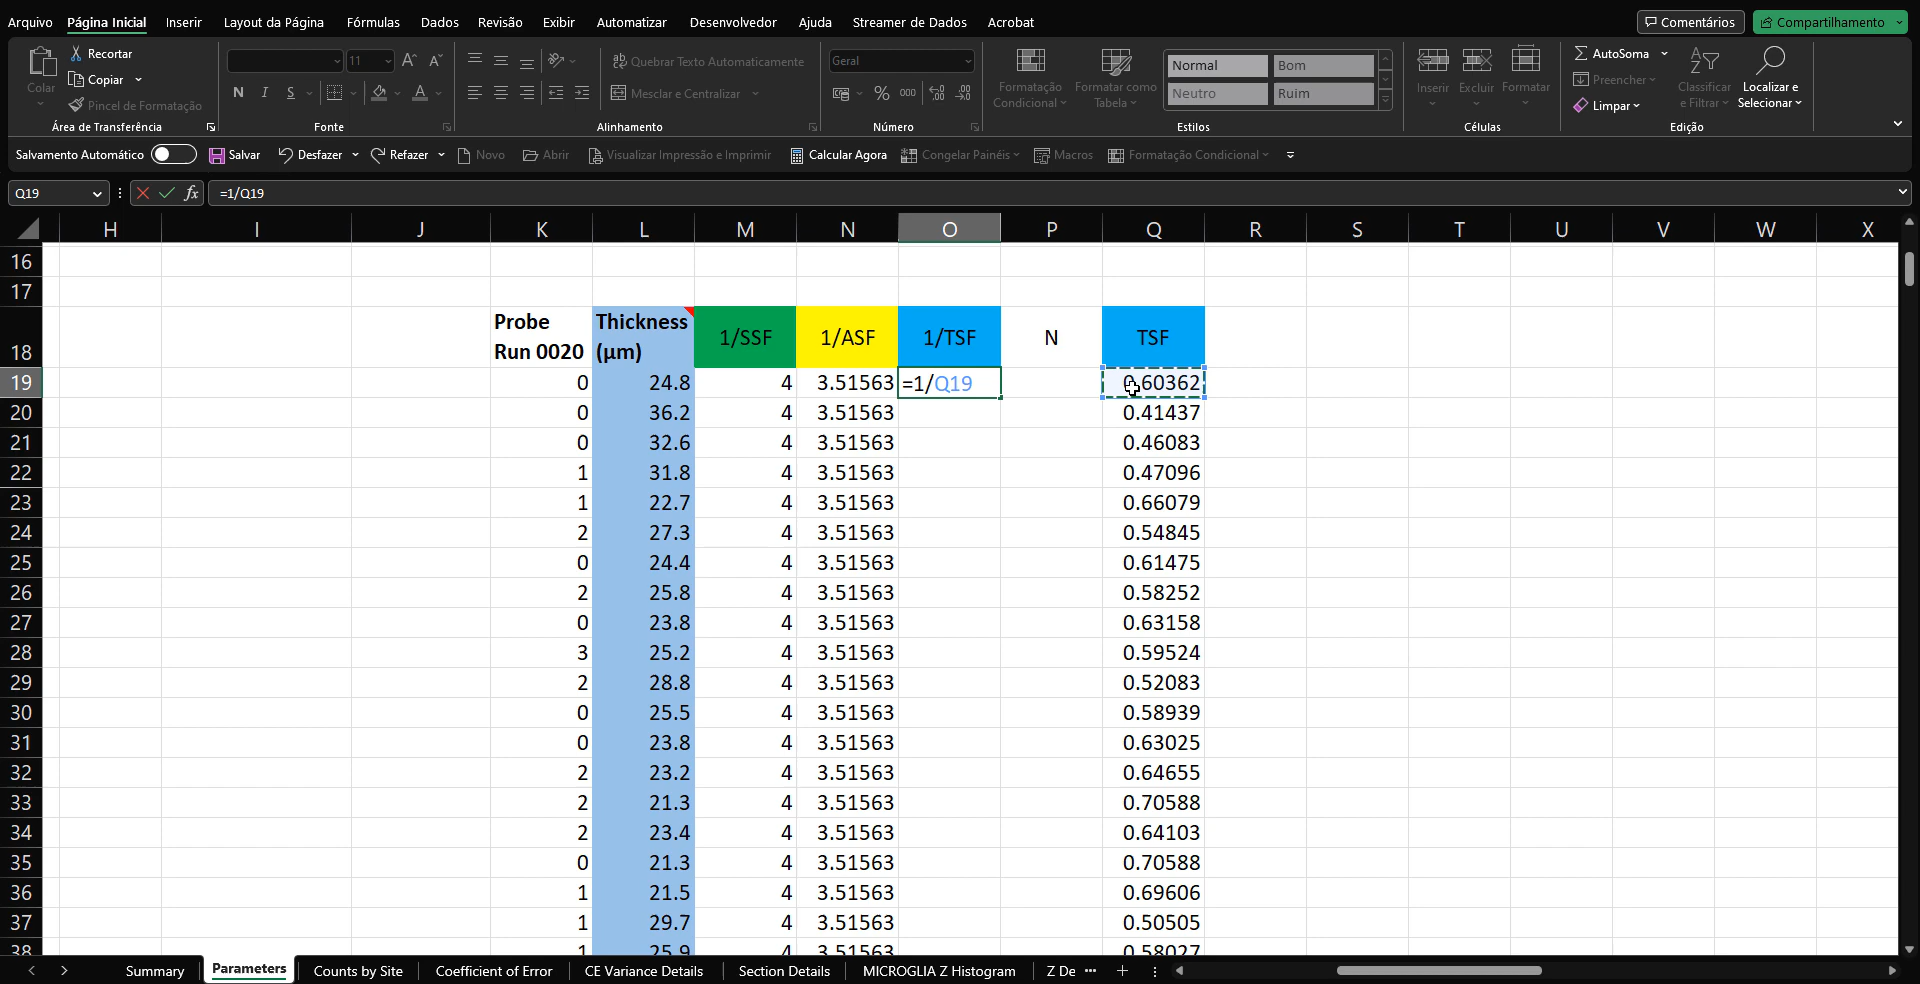 Arquivo Página Inicial Inserir Layout da Página Fórmulas Dados Revisão Exibir Automatizar Desenvolvedor Ajuda Streamer de Dados Acrobat Comentários Compartilhamento
Colar Recortar Copiar Pincel de Formatação
Área de Transferência
11
N I S A
Fonte
ab Quebrar Texto Automaticamente
Mesclar e Centralizar
Alinhamento
Geral
% 000
Número
Formatação Condicional Formatar como Tabela
Normal Bom
Neutro Ruim
Estilos
Inserir Excluir Formatar
Células
AutoSoma
Preencher
Limpar
Classificar e Filtrar Localizar e Selecionar
Edição
Salvamento Automático Salvar Desfazer Refazer Novo Abrir Visualizar Impressão e Imprimir Calcular Agora Congelar Painéis Macros Formatação Condicional
Q19 fx =1/Q19
H I J K L M N O P Q R S T U V W X
16
17
18 Probe Run 0020 Thickness (μm) 1/SSF 1/ASF 1/TSF N TSF
19 0 24.8 4 3.51563 =1/Q19 0.60362
20 0 36.2 4 3.51563 0.41437
21 0 32.6 4 3.51563 0.46083
22 1 31.8 4 3.51563 0.47096
23 1 22.7 4 3.51563 0.66079
24 2 27.3 4 3.51563 0.54845
25 0 24.4 4 3.51563 0.61475
26 2 25.8 4 3.51563 0.58252
27 0 23.8 4 3.51563 0.63158
28 3 25.2 4 3.51563 0.59524
29 2 28.8 4 3.51563 0.52083
30 0 25.5 4 3.51563 0.58939
31 0 23.8 4 3.51563 0.63025
32 2 23.2 4 3.51563 0.64655
33 2 21.3 4 3.51563 0.70588
34 2 23.4 4 3.51563 0.64103
35 0 21.3 4 3.51563 0.70588
36 1 21.5 4 3.51563 0.69606
37 1 29.7 4 3.51563 0.50505
38 1 25.9 4 3.51563 0.58027
Summary Parameters Counts by Site Coefficient of Error CE Variance Details Section Details MICROGLIA Z Histogram Z De ...